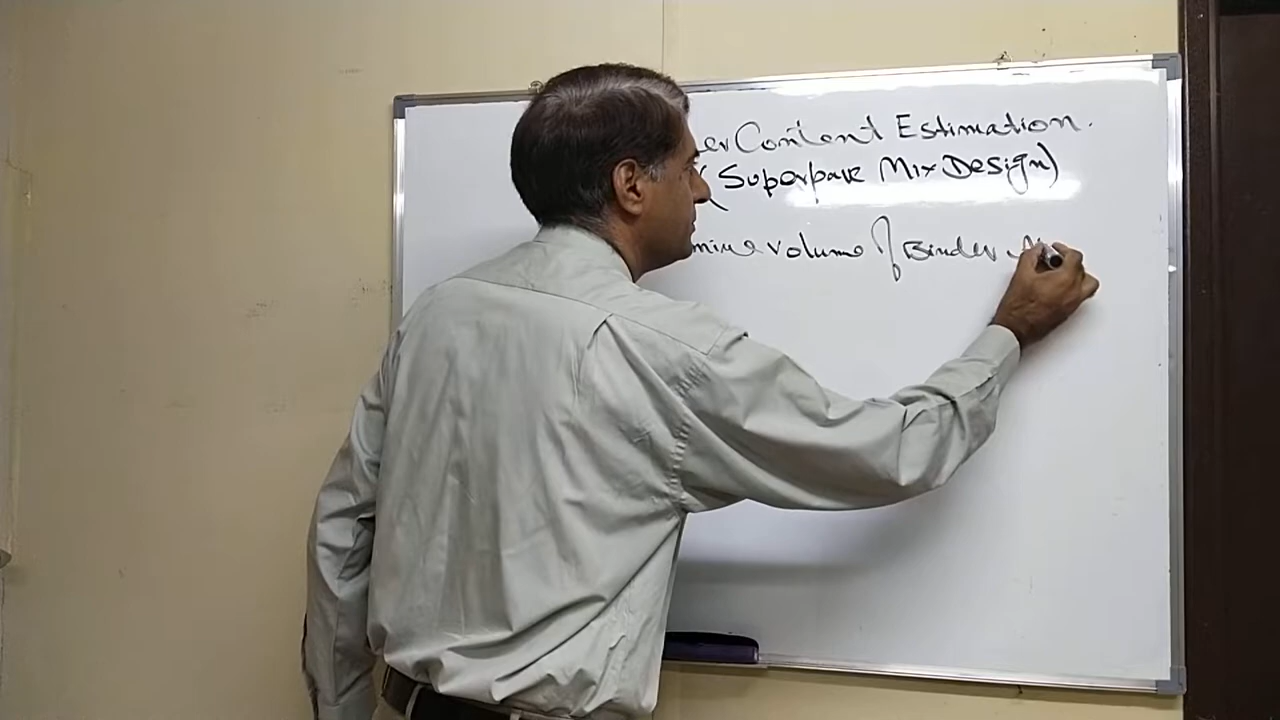 er Content Estimation.
(Superpave Mix Design)
mine volume of Binder